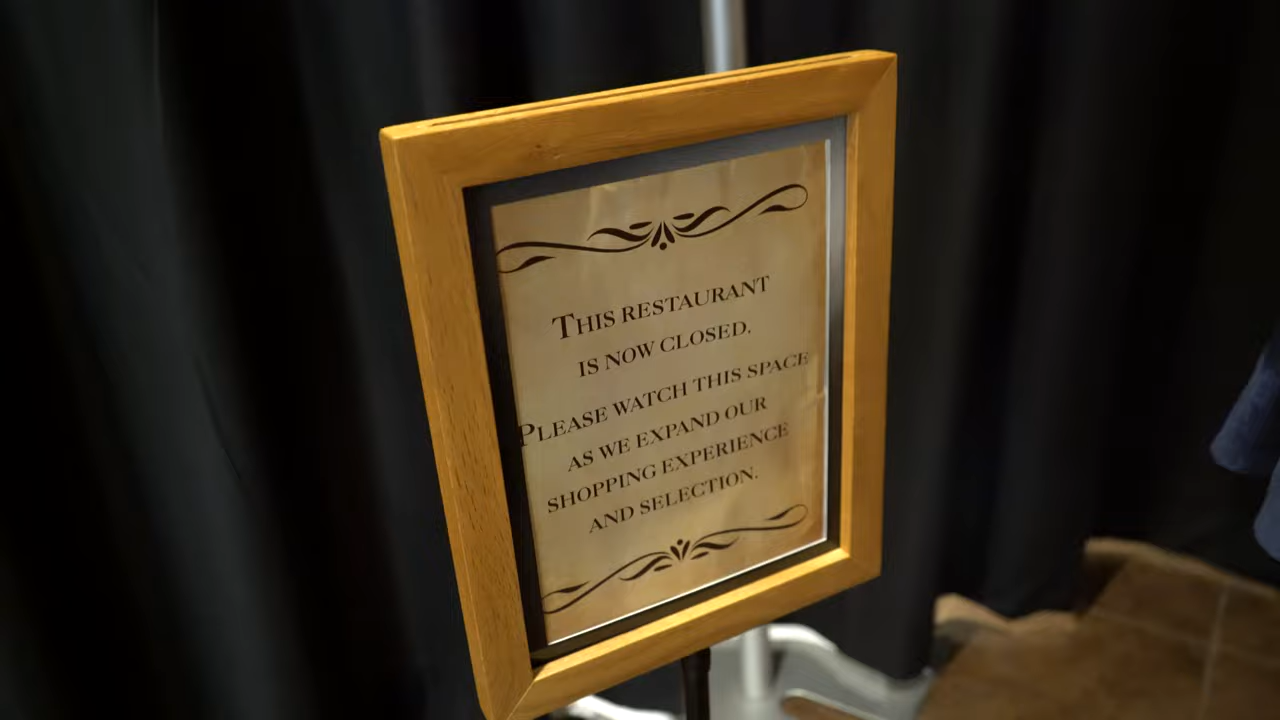 THIS RESTAURANT
IS NOW CLOSED.
PLEASE WATCH THIS SPACE
AS WE EXPAND OUR
SHOPPING EXPERIENCE
AND SELECTION.